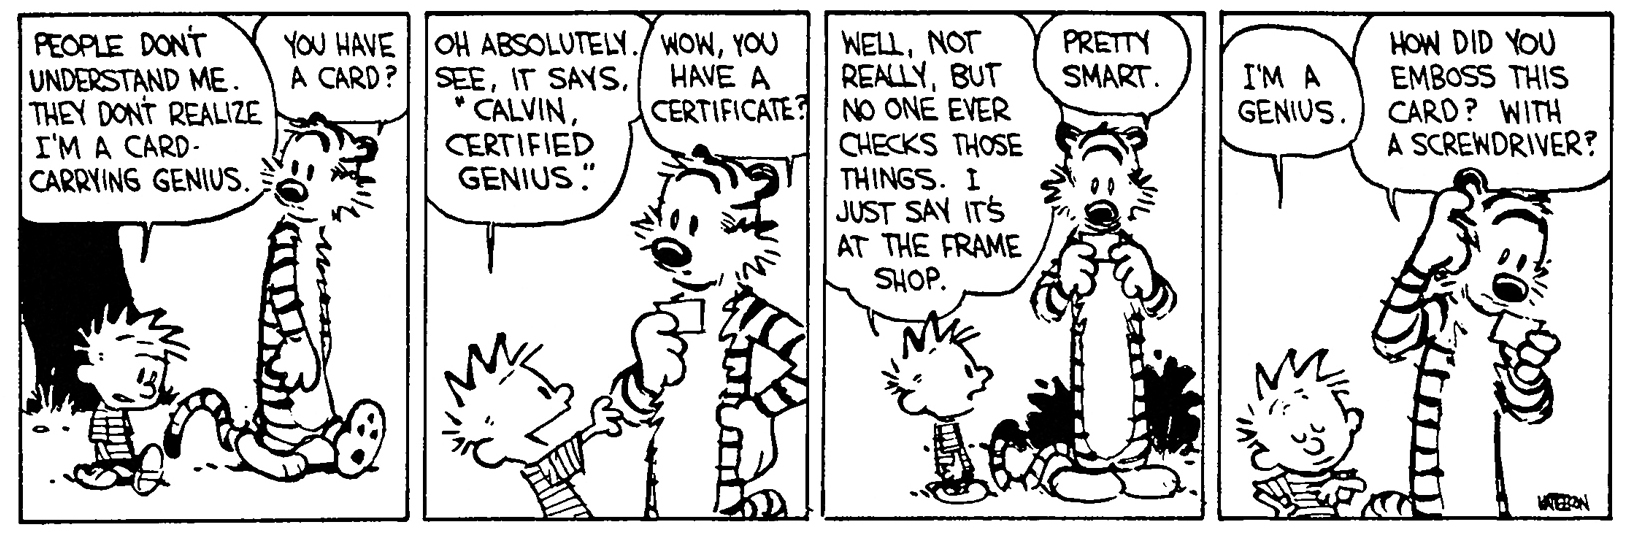 PEOPLE DON'T
UNDERSTAND ME.
THEY DON'T REALIZE
I'M A CARD-
CARRYING GENIUS.
YOU HAVE
A CARD?
OH ABSOLUTELY.
SEE, IT SAYS,
"CALVIN,
CERTIFIED
GENIUS."
WOW, YOU
HAVE A
CERTIFICATE?
WELL, NOT
REALLY, BUT
NO ONE EVER
CHECKS THOSE
THINGS. I
JUST SAY IT'S
AT THE FRAME
SHOP.
PRETTY
SMART.
I'M A
GENIUS.
HOW DID YOU
EMBOSS THIS
CARD? WITH
A SCREWDRIVER?
WATTERSON